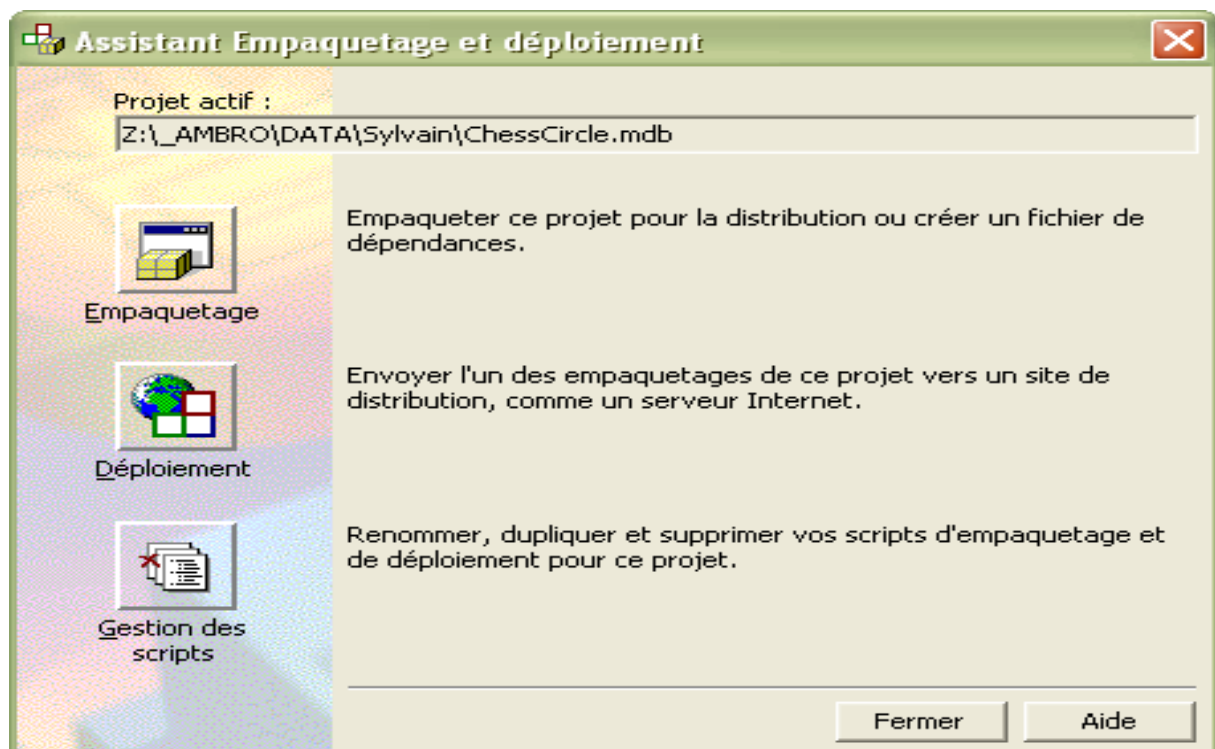 Assistant Empaquetage et déploiement
Projet actif :
Z:\_AMBRO\DATA\Sylvain\ChessCircle.mdb
Empaqueter ce projet pour la distribution ou créer un fichier de
dépendances.
Empaquetage
Envoyer l'un des empaquetages de ce projet vers un site de
distribution, comme un serveur Internet.
Déploiement
Renommer, dupliquer et supprimer vos scripts d'empaquetage et
de déploiement pour ce projet.
Gestion des
scripts
Fermer
Aide